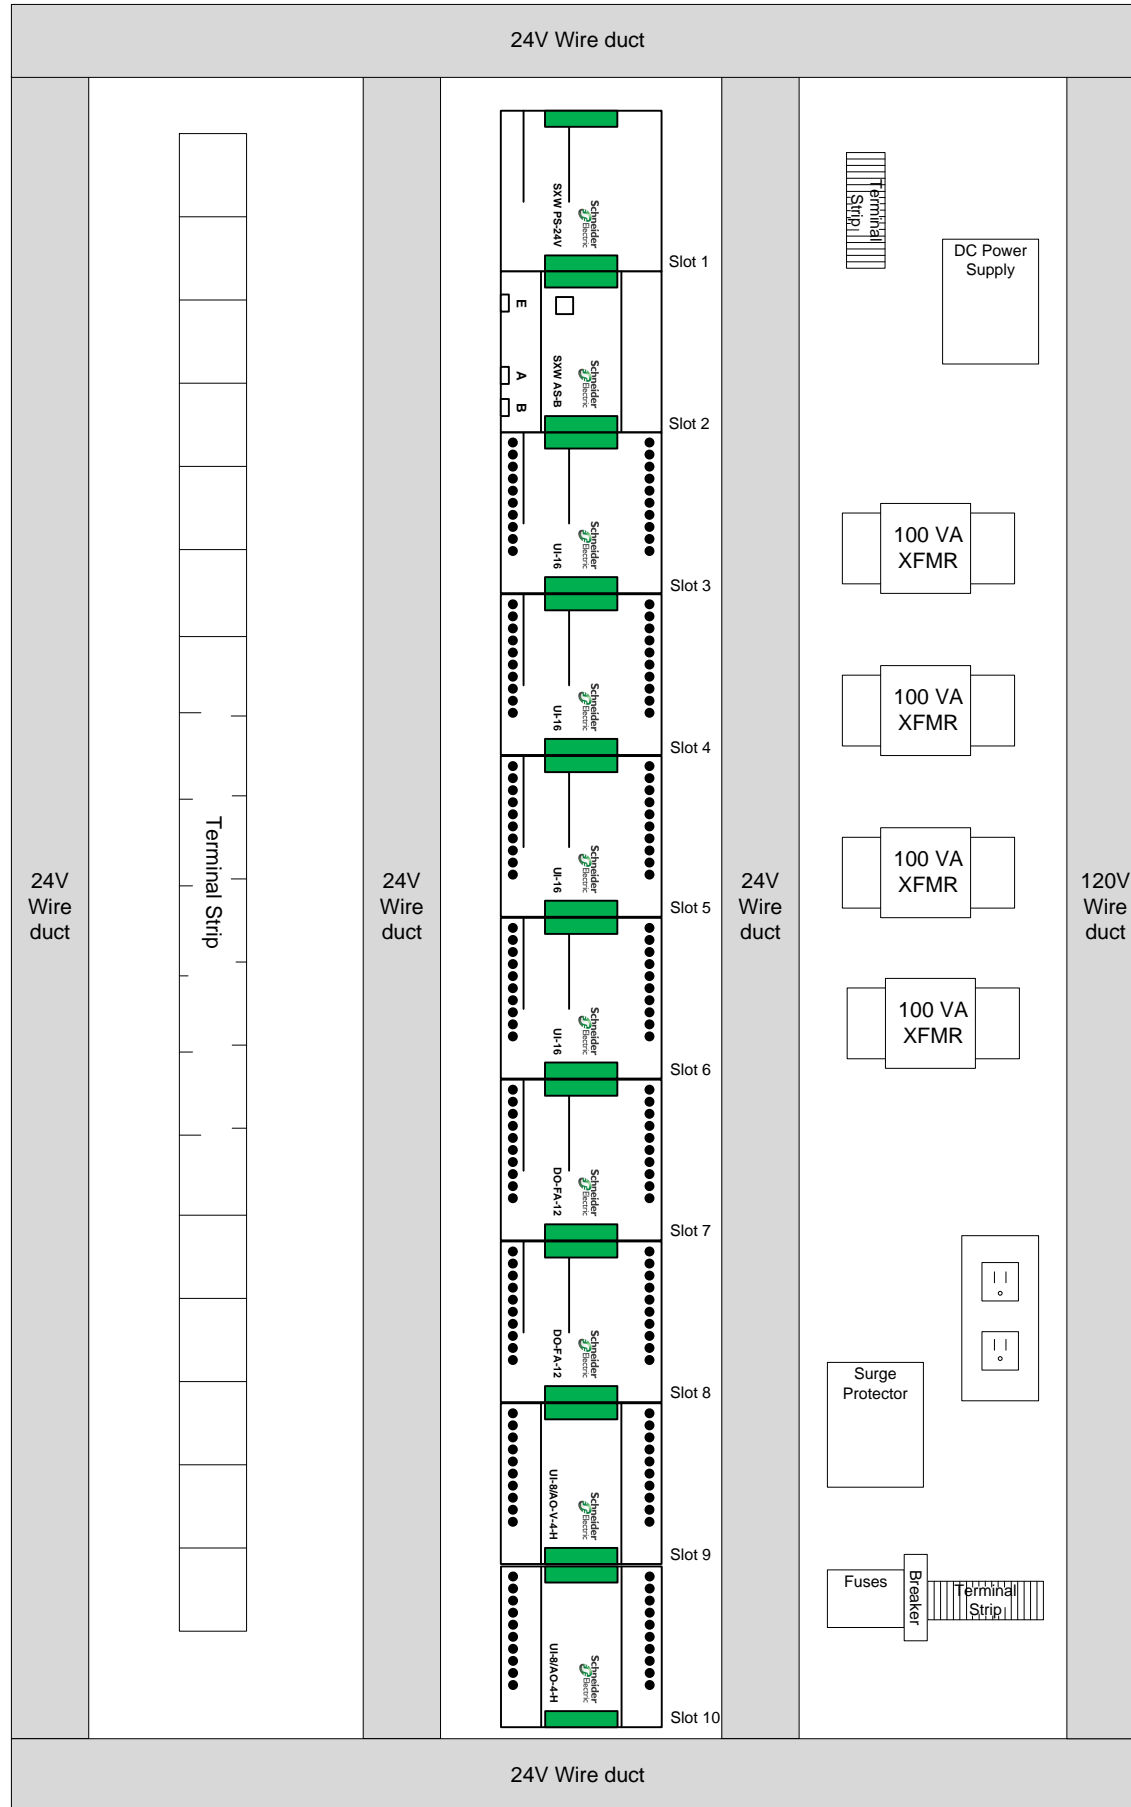 24V Wire duct
24V
Wire
duct
Terminal Strip
24V
Wire
duct
SXW PS-24V
Schneider
Electric
Slot 1
E
A
B
SXW AS-B
Schneider
Electric
Slot 2
UI-16
Schneider
Electric
Slot 3
UI-16
Schneider
Electric
Slot 4
UI-16
Schneider
Electric
Slot 5
UI-16
Schneider
Electric
Slot 6
DO-FA-12
Schneider
Electric
Slot 7
DO-FA-12
Schneider
Electric
Slot 8
UI-8/AO-V-4-H
Schneider
Electric
Slot 9
UI-8/AO-4-H
Schneider
Electric
Slot 10
24V
Wire
duct
Terminal
Strip
DC Power
Supply
100 VA
XFMR
100 VA
XFMR
100 VA
XFMR
100 VA
XFMR
Surge
Protector
Fuses
Breaker
Terminal
Strip
120V
Wire
duct
24V Wire duct